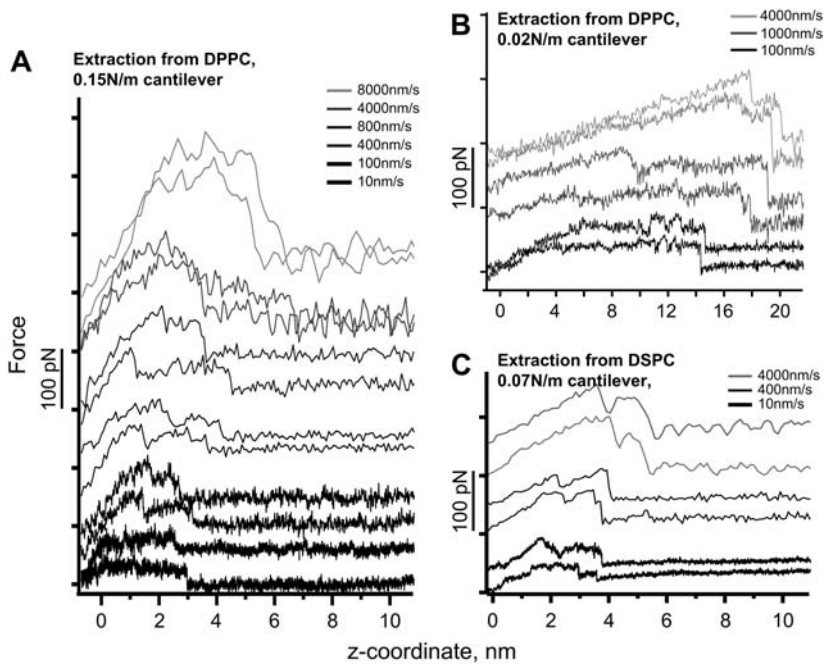 A
Extraction from DPPC,
0.15N/m cantilever
8000nm/s
4000nm/s
800nm/s
400nm/s
100nm/s
10nm/s
Force
100 pN
0 2 4 6 8 10
B
Extraction from DPPC,
0.02N/m cantilever
4000nm/s
1000nm/s
100nm/s
100 pN
0 4 8 12 16 20
C
Extraction from DSPC
0.07N/m cantilever,
4000nm/s
400nm/s
10nm/s
100 pN
0 2 4 6 8 10
z-coordinate, nm